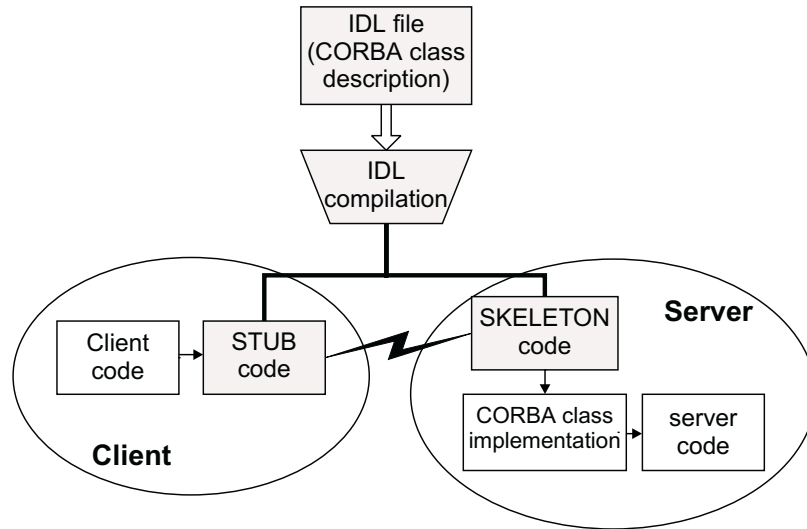 IDL file
(CORBA class
description)
IDL
compilation
Client
code
STUB
code
Client
SKELETON
code
Server
CORBA class
implementation
server
code